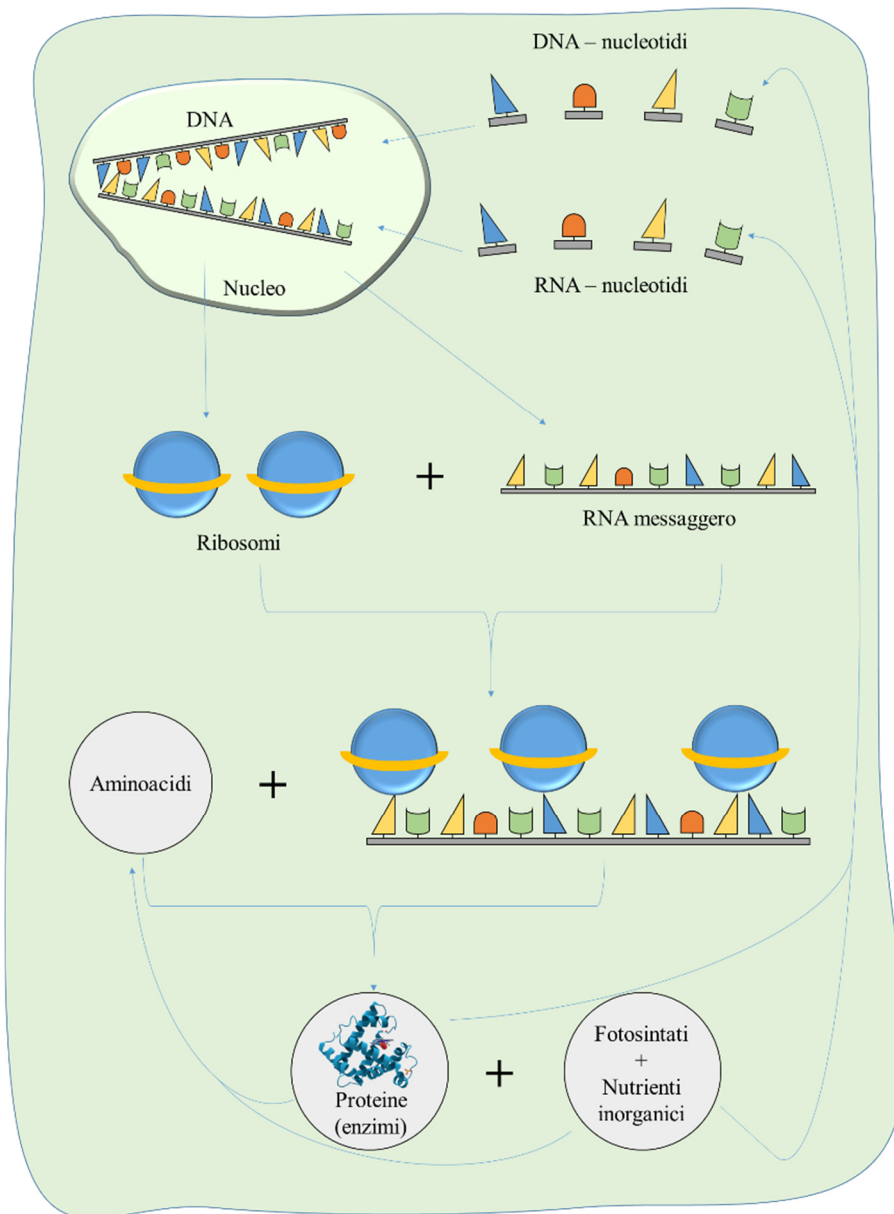 DNA – nucleotidi
DNA
RNA – nucleotidi
Nucleo
+
Ribosomi
RNA messaggero
Aminoacidi
+
Proteine
(enzimi)
+
Fotosintati
+
Nutrienti
inorganici